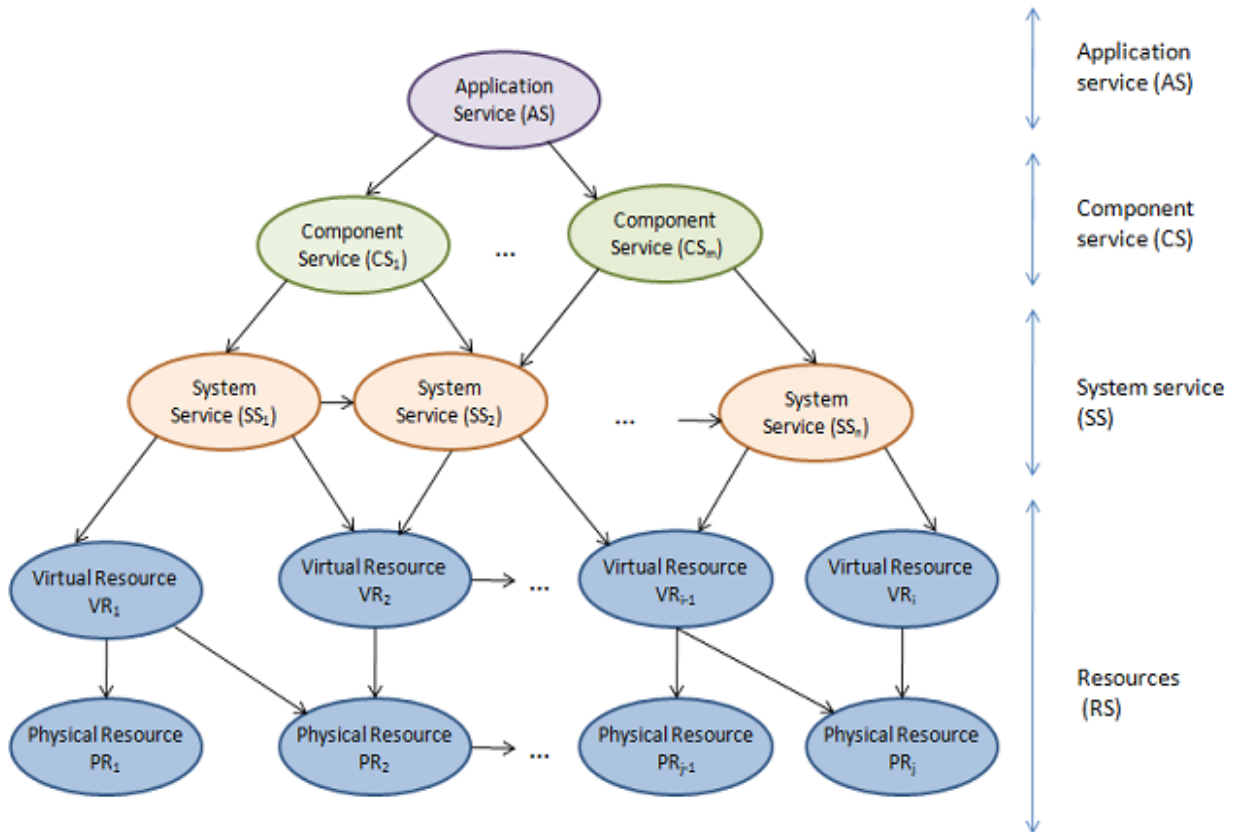 Application
Service (AS)
Application
service (AS)
Component
Service (CS₁)
...
Component
Service (CSₘ)
Component
service (CS)
System
Service (SS₁)
System
Service (SS₂)
...
System
Service (SSₙ)
System service
(SS)
Virtual Resource
VR₁
Virtual Resource
VR₂
...
Virtual Resource
VRᵢ₋₁
Virtual Resource
VRᵢ
Resources
(RS)
Physical Resource
PR₁
Physical Resource
PR₂
...
Physical Resource
PRⱼ₋₁
Physical Resource
PRⱼ